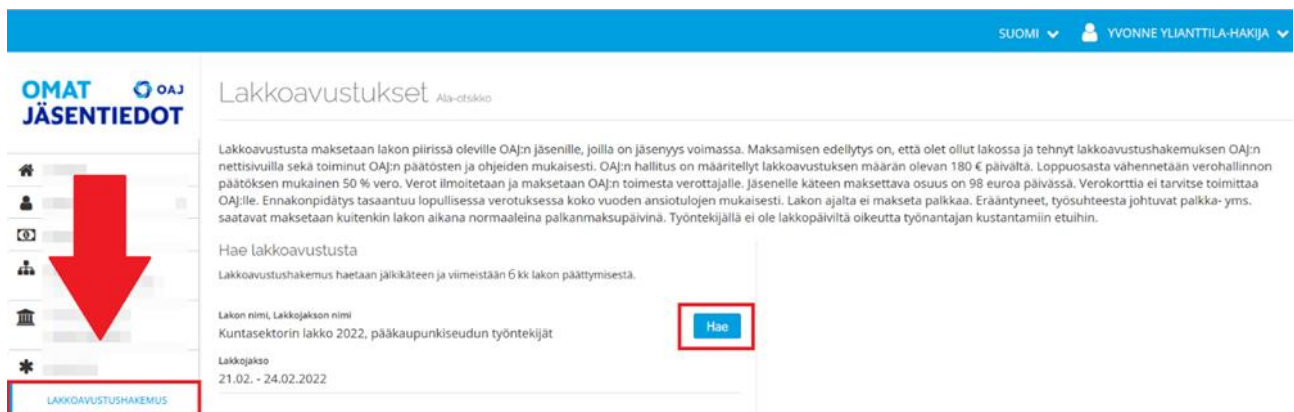 SUOMI
YVONNE YLIANTTILA-HAKIJA
OMAT OAJ
JÄSENTIEDOT
Lakkoavustukset Ala-otsikko
Lakkoavustusta maksetaan lakon piirissä oleville OAJ:n jäsenille, joilla on jäsenyys voimassa. Maksamisen edellytys on, että olet ollut lakossa ja tehnyt lakkoavustushakemuksen OAJ:n
nettisivuilla sekä toiminut OAJ:n päätösten ja ohjeiden mukaisesti. OAJ:n hallitus on määritellyt lakkoavustuksen määrän olevan 180 € päivältä. Loppuosasta vähennetään verohallinnon
päätöksen mukainen 50 % vero. Verot ilmoitetaan ja maksetaan OAJ:n toimesta verottajalle. Jäsenelle käteen maksettava osuus on 98 euroa päivässä. Verokorttia ei tarvitse toimittaa
OAJ:lle. Ennakonpidätys tasaantuu lopullisessa verotuksessa koko vuoden ansiotulojen mukaisesti. Lakon ajalta ei makseta palkkaa. Erääntyneet, työsuhteesta johtuvat palkka- yms.
saatavat maksetaan kuitenkin lakon aikana normaaleina palkanmaksupäivinä. Työntekijällä ei ole lakkopäiviltä oikeutta työnantajan kustantamiin etuihin.
Hae lakkoavustusta
Lakkoavustushakemus haetaan jälkikäteen ja viimeistään 6 kk lakon päättymisestä.
Lakon nimi, Lakkojakson nimi
Kuntasektorin lakko 2022, pääkaupunkiseudun työntekijät
Hae
Lakkojakso
21.02. - 24.02.2022
LAKKOAVUSTUSHAKEMUS